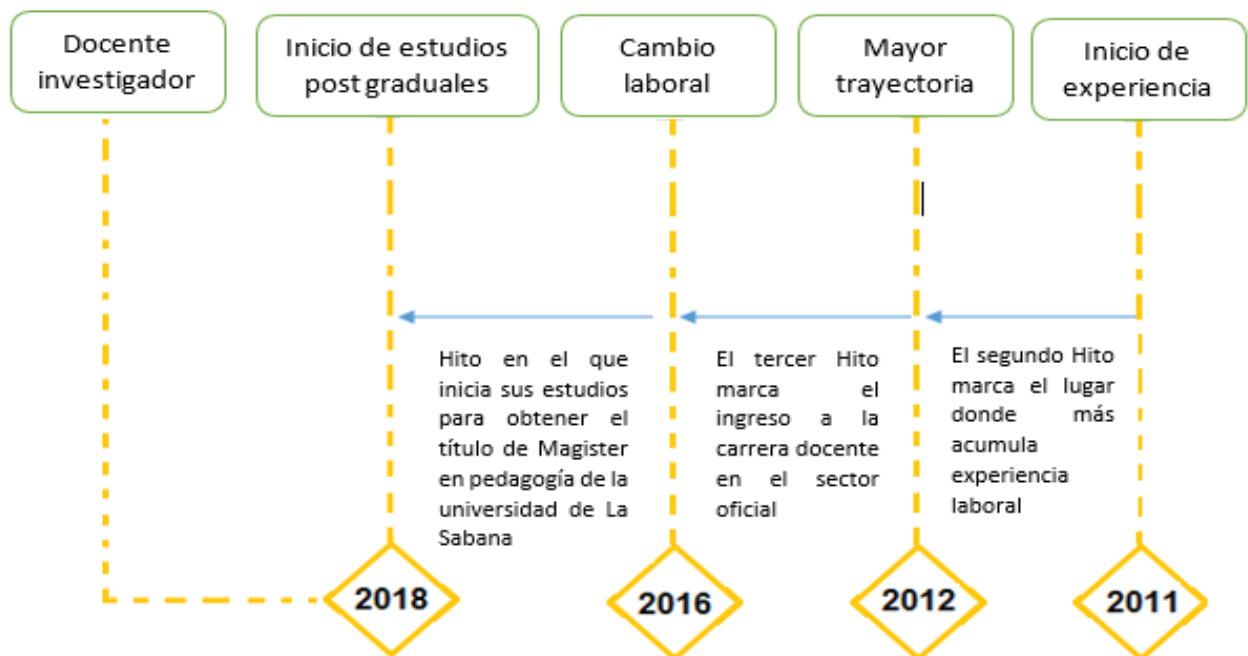 Docente
investigador
Inicio de estudios
post graduales
Cambio
laboral
Mayor
trayectoria
Inicio de
experiencia
Hito en el que
inicia sus estudios
para obtener el
título de Magister
en pedagogía de la
universidad de La
Sabana
El tercer Hito
marca el
ingreso a la
carrera docente
en el sector
oficial
El segundo Hito
marca el lugar
donde más
acumula
experiencia
laboral
2018
2016
2012
2011